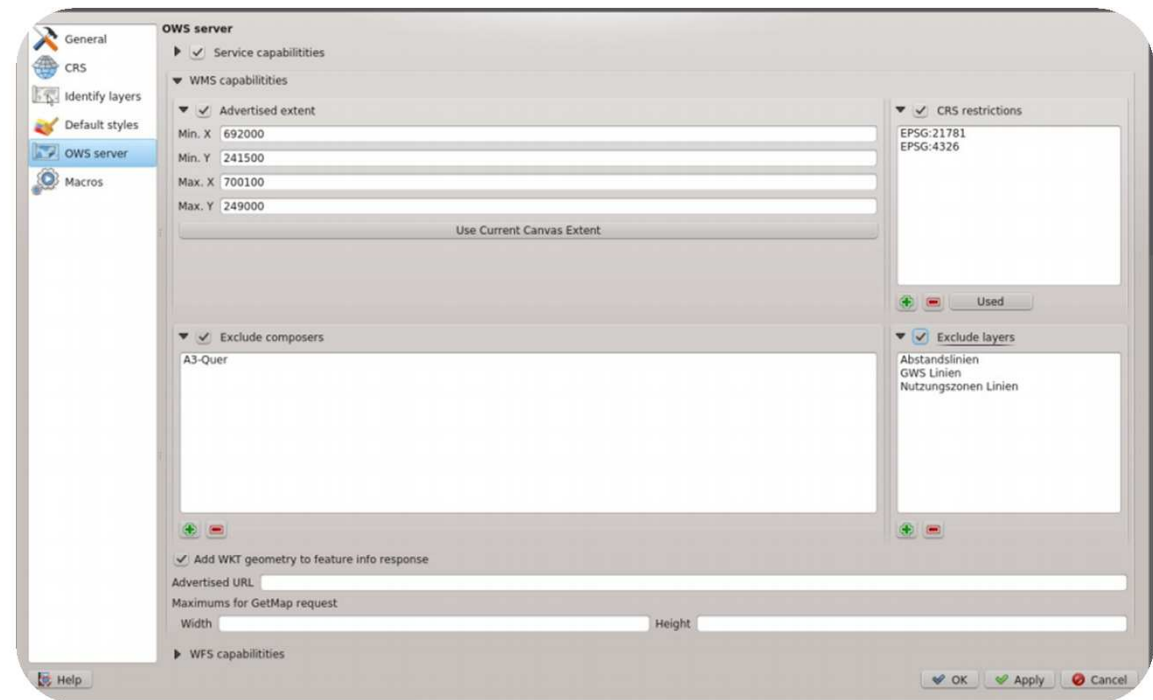 General
CRS
Identify layers
Default styles
OWS server
Macros
OWS server
Service capabilitities
WMS capabilitities
Advertised extent
Min. X 692000
Min. Y 241500
Max. X 700100
Max. Y 249000
Use Current Canvas Extent
CRS restrictions
EPSG:21781
EPSG:4326
Used
Exclude composers
A3-Quer
Exclude layers
Abstandslinien
GWS Linien
Nutzungszonen Linien
Add WKT geometry to feature info response
Advertised URL
Maximums for GetMap request
Width Height
WFS capabilitities
Help OK Apply Cancel